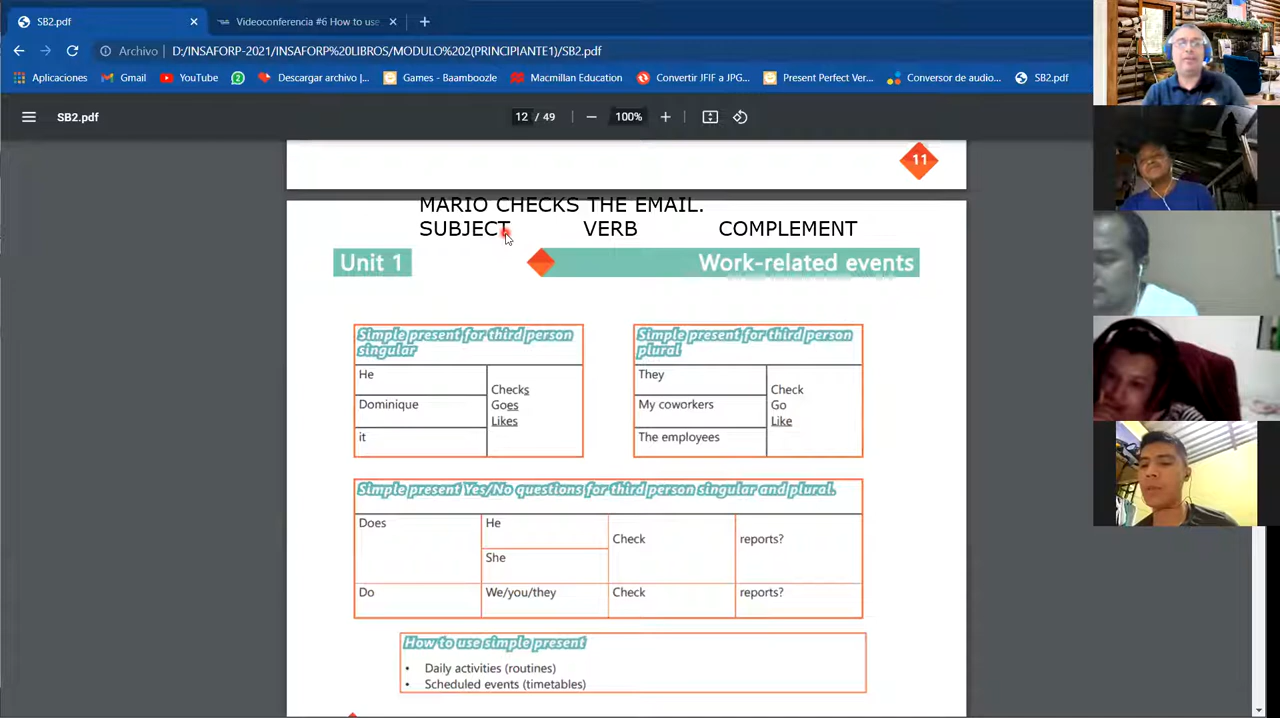 SB2.pdf
Videoconferencia #6 How to use
Archivo D:/INSAFORP-2021/INSAFORP%20LIBROS/MODULO%202(PRINCIPIANTE1)/SB2.pdf
Aplicaciones Gmail YouTube 2 Descargar archivo |... Games - Baamboozle Macmillan Education Convertir JFIF a JPG... Present Perfect Ver... Conversor de audio... SB2.pdf
SB2.pdf 12 / 49 100%
11
MARIO CHECKS THE EMAIL.
SUBJECT VERB COMPLEMENT
Unit 1 Work-related events
Simple present for third person
singular
He
Dominique
it
Checks
Goes
Likes
Simple present for third person
plural
They
My coworkers
The employees
Check
Go
Like
Simple present Yes/No questions for third person singular and plural.
Does He Check reports?
She
Do We/you/they Check reports?
How to use simple present
• Daily activities (routines)
• Scheduled events (timetables)